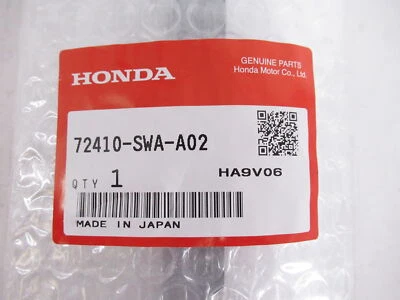 GENUINE PARTS
Honda Motor Co., Ltd.
HONDA
72410-SWA-A02
QTY 1
HA9V06
MADE IN JAPAN